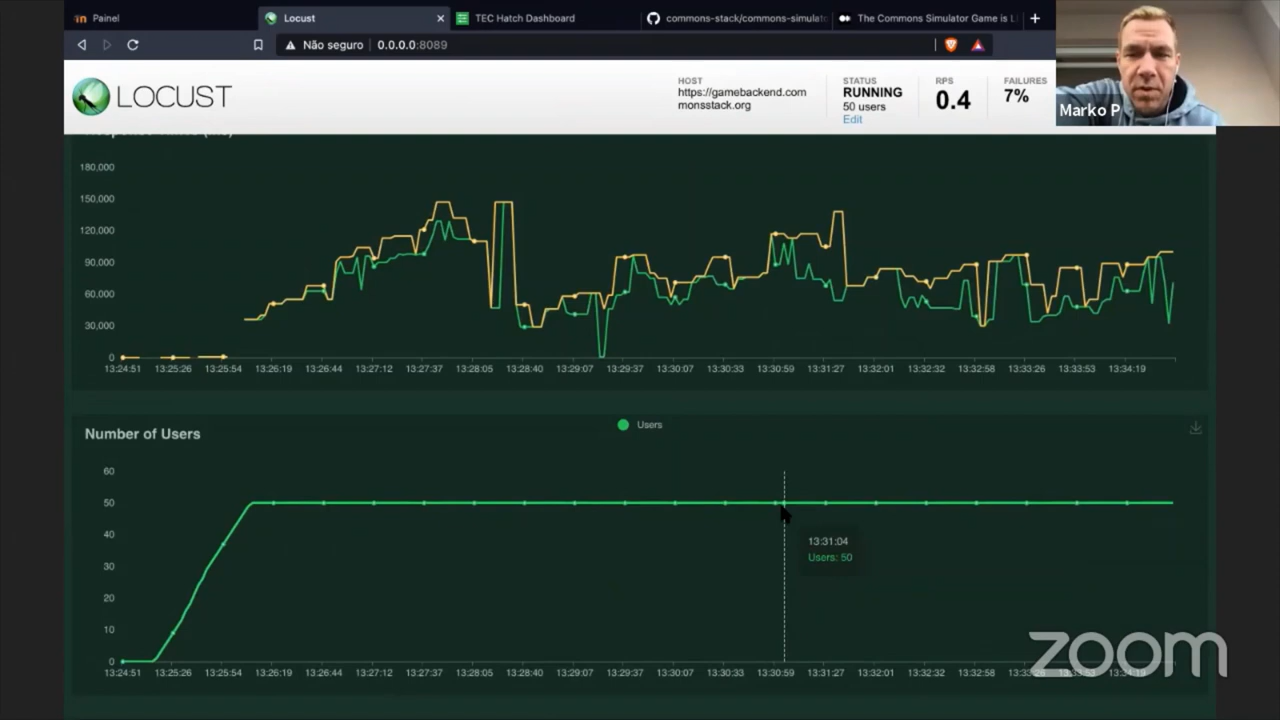 Painel
Locust
TEC Hatch Dashboard
commons-stack/commons-simulato
The Commons Simulator Game is L
Não seguro
0.0.0.0:8089
LOCUST
HOST
https://gamebackend.com
monsstack.org
STATUS
RUNNING
50 users
Edit
RPS
0.4
FAILURES
7%
Marko P
180,000
150,000
120,000
90,000
60,000
30,000
0
13:24:51 13:25:26 13:25:54 13:26:19 13:26:44 13:27:12 13:27:37 13:28:05 13:28:40 13:29:07 13:29:37 13:30:07 13:30:33 13:30:59 13:31:27 13:32:01 13:32:32 13:32:58 13:33:26 13:33:53 13:34:19
Number of Users
Users
60
50
40
30
20
10
0
13:31:04
Users: 50
13:24:51 13:25:26 13:25:54 13:26:19 13:26:44 13:27:12 13:27:37 13:28:05 13:28:40 13:29:07 13:29:37 13:30:07 13:30:33 13:30:59 13:31:27 13:32:01 13:32:32 13:32:58 13:33:26 13:33:53 13:34:19
zoom